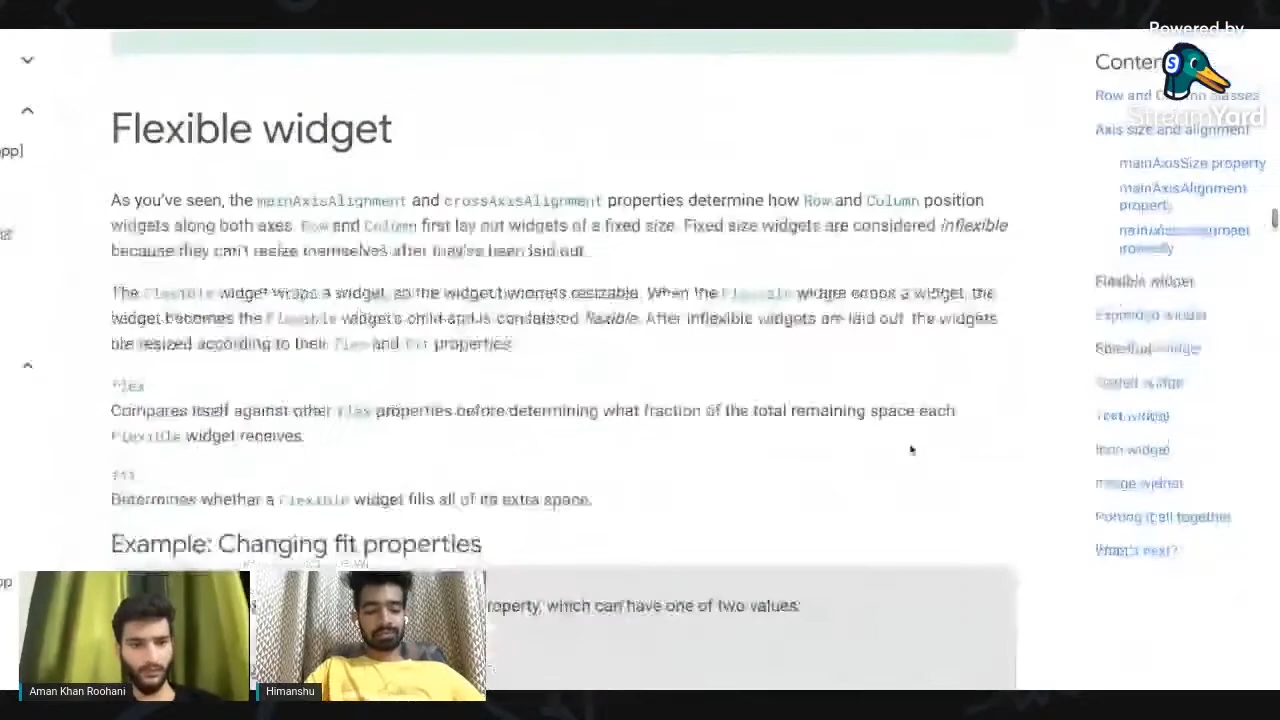 Powered by
StreamYard
Conten
Row and C mn classes
Axis size and alignment
mainAxisSize property
mainAxisAlignment
property
property
Flexible widget
Expanded widget
SizedBox widget
Spacer widget
Text widget
Icon widget
Image widget
Putting it all together
What's next?
app]
Flexible widget
As you've seen, the mainAxisAlignment and crossAxisAlignment properties determine how Row and Column position
widgets along both axes. Row and Column first lay out widgets of a fixed size. Fixed size widgets are considered inflexible
because they can't resize themselves after they've been laid out.
The Flexible widget wraps a widget, so the widget becomes resizable. When the Flexible widget wraps a widget, the
widget becomes the Flexible widget's child and is considered flexible. After inflexible widgets are laid out, the widgets
are resized according to their flex and fit properties:
flex
Compares itself against other flex properties before determining what fraction of the total remaining space each
Flexible widget receives.
fit
Determines whether a Flexible widget fills all of its extra space.
Example: Changing fit properties
roperty, which can have one of two values:
pp
Aman Khan Roohani
Himanshu